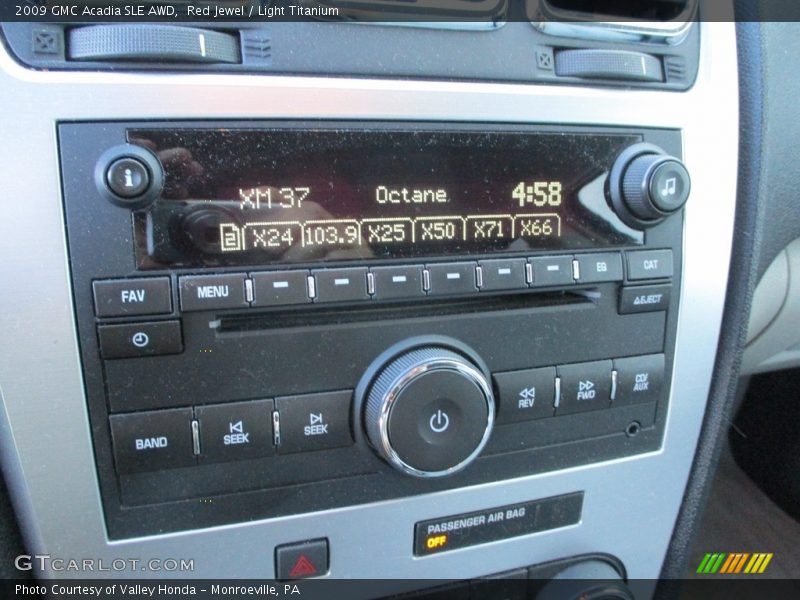 2009 GMC Acadia SLE AWD, Red Jewel / Light Titanium
i
XM 37 Octane 4:58
X24 103.9 X25 X50 X71 X66
FAV MENU EQ CAT
EJECT
BAND SEEK SEEK REV FWD CD/AUX
PASSENGER AIR BAG
OFF
GTCARLOT.COM
Photo Courtesy of Valley Honda - Monroeville, PA